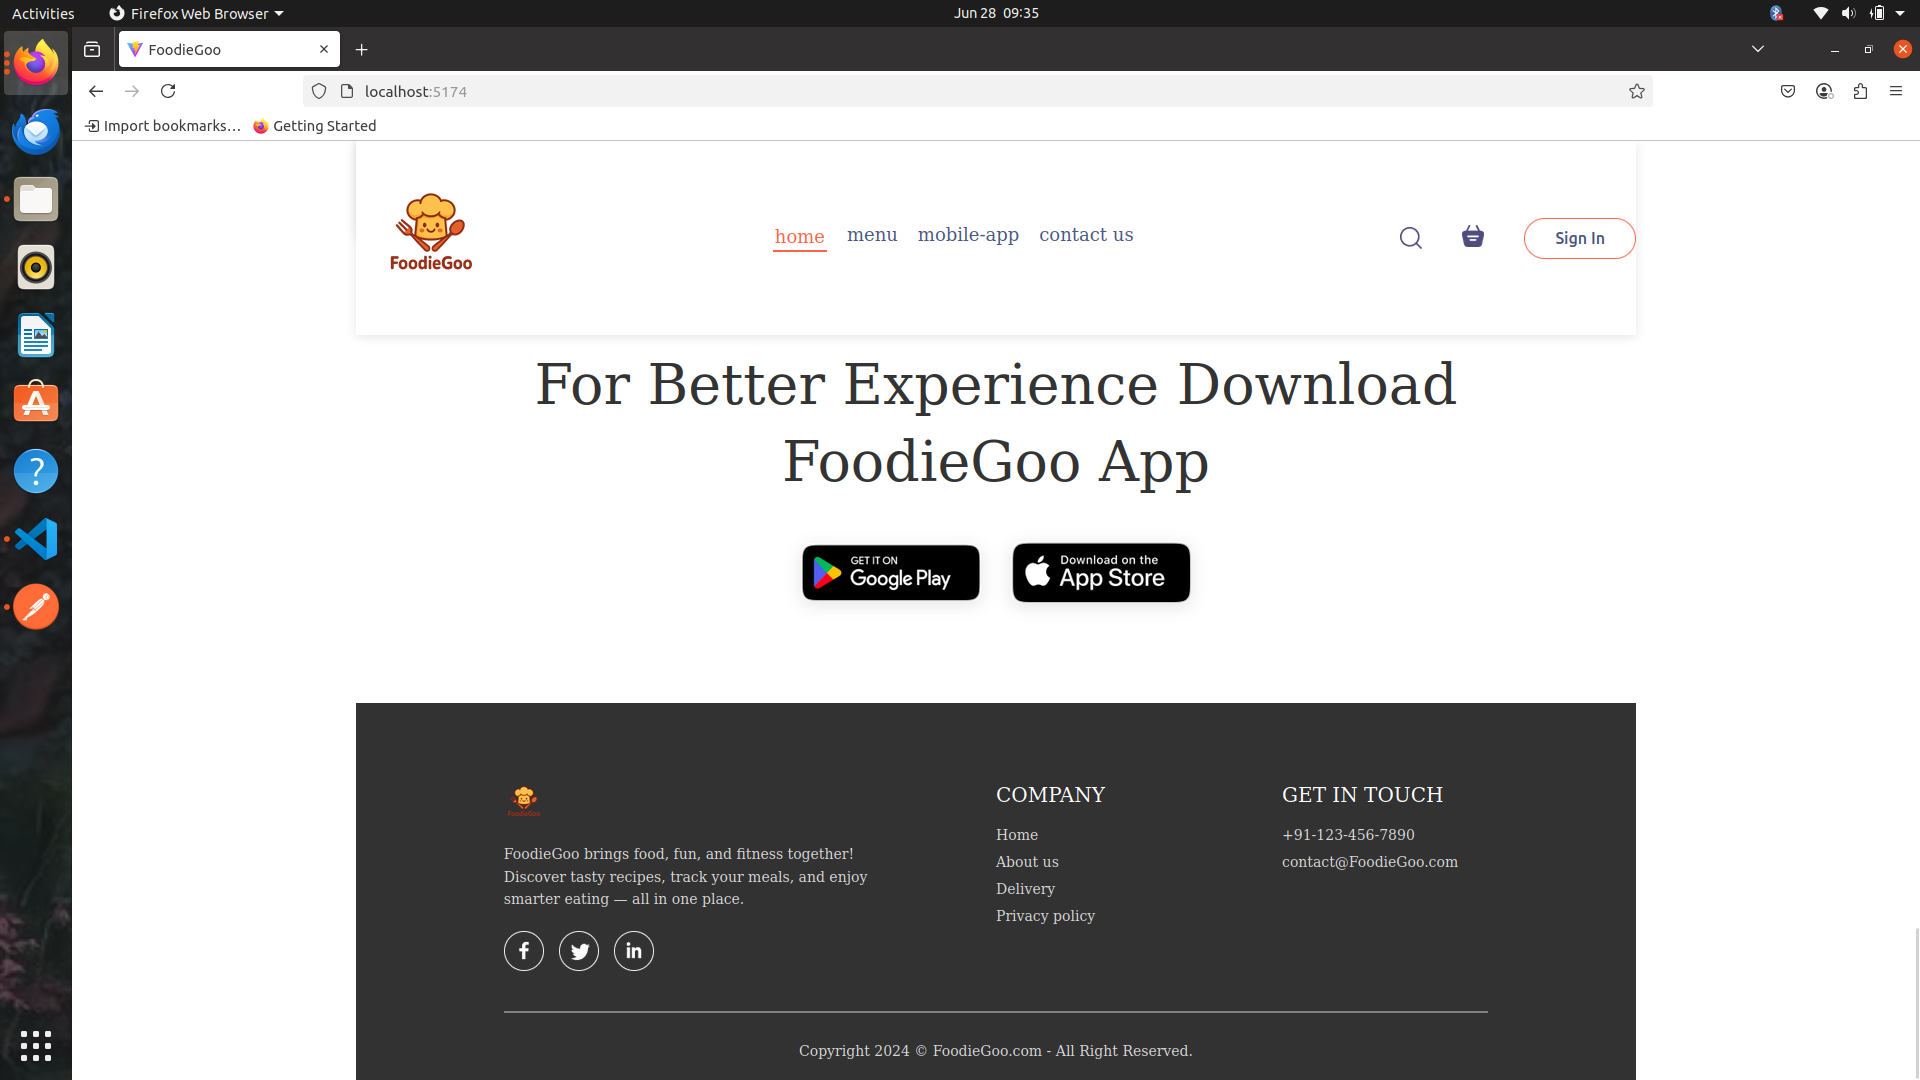 Activities
Firefox Web Browser
Jun 28 09:35
FoodieGoo
localhost:5174
Import bookmarks...
Getting Started
FoodieGoo
home
menu
mobile-app
contact us
Sign In
For Better Experience Download
FoodieGoo App
GET IT ON
Google Play
Download on the
App Store
FoodieGoo
FoodieGoo brings food, fun, and fitness together!
Discover tasty recipes, track your meals, and enjoy
smarter eating — all in one place.
COMPANY
Home
About us
Delivery
Privacy policy
GET IN TOUCH
+91-123-456-7890
contact@FoodieGoo.com
Copyright 2024 © FoodieGoo.com - All Right Reserved.